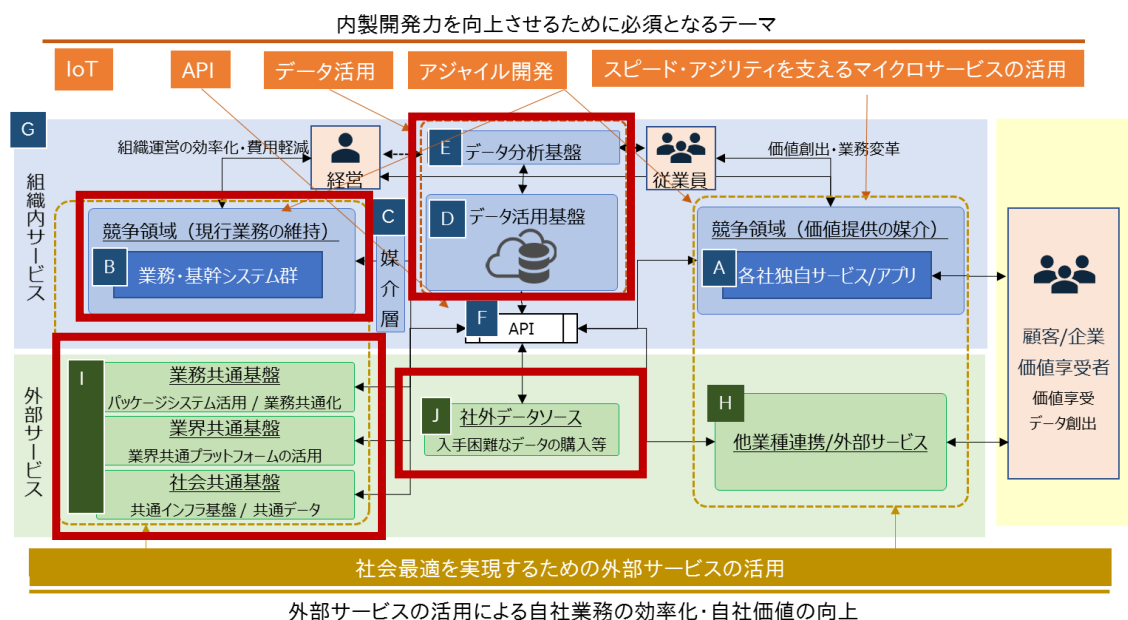 内製開発力を向上させるために必須となるテーマ
IoT
API
データ活用
アジャイル開発
スピード・アジリティを支えるマイクロサービスの活用
G
組織内サービス
組織運営の効率化・費用軽減
経営
E
データ分析基盤
従業員
価値創出・業務変革
競争領域（現行業務の維持）
B
業務・基幹システム群
C
媒介層
D
データ活用基盤
競争領域（価値提供の媒介）
A
各社独自サービス/アプリ
F
API
顧客/企業
価値享受者
価値享受
データ創出
外部サービス
I
業務共通基盤
パッケージシステム活用 / 業務共通化
業界共通基盤
業界共通プラットフォームの活用
社会共通基盤
共通インフラ基盤 / 共通データ
J
社外データソース
入手困難なデータの購入等
H
他業種連携/外部サービス
社会最適を実現するための外部サービスの活用
外部サービスの活用による自社業務の効率化・自社価値の向上